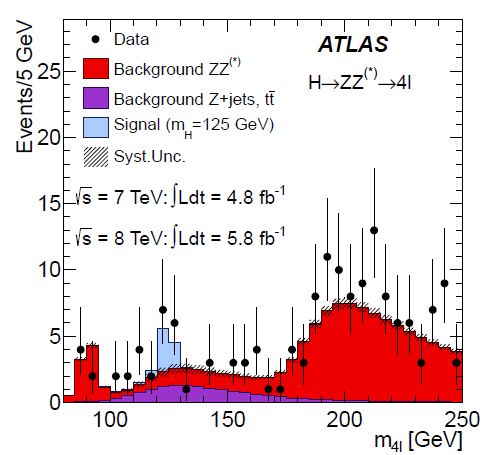 Data
ATLAS
Background ZZ(*)
H→ZZ(*)→4l
Background Z+jets, tt̄
Signal (mH=125 GeV)
Syst.Unc.
√s = 7 TeV: ∫Ldt = 4.8 fb-1
√s = 8 TeV: ∫Ldt = 5.8 fb-1
Events/5 GeV
25
20
15
10
5
0
100 150 200 250
m4l [GeV]